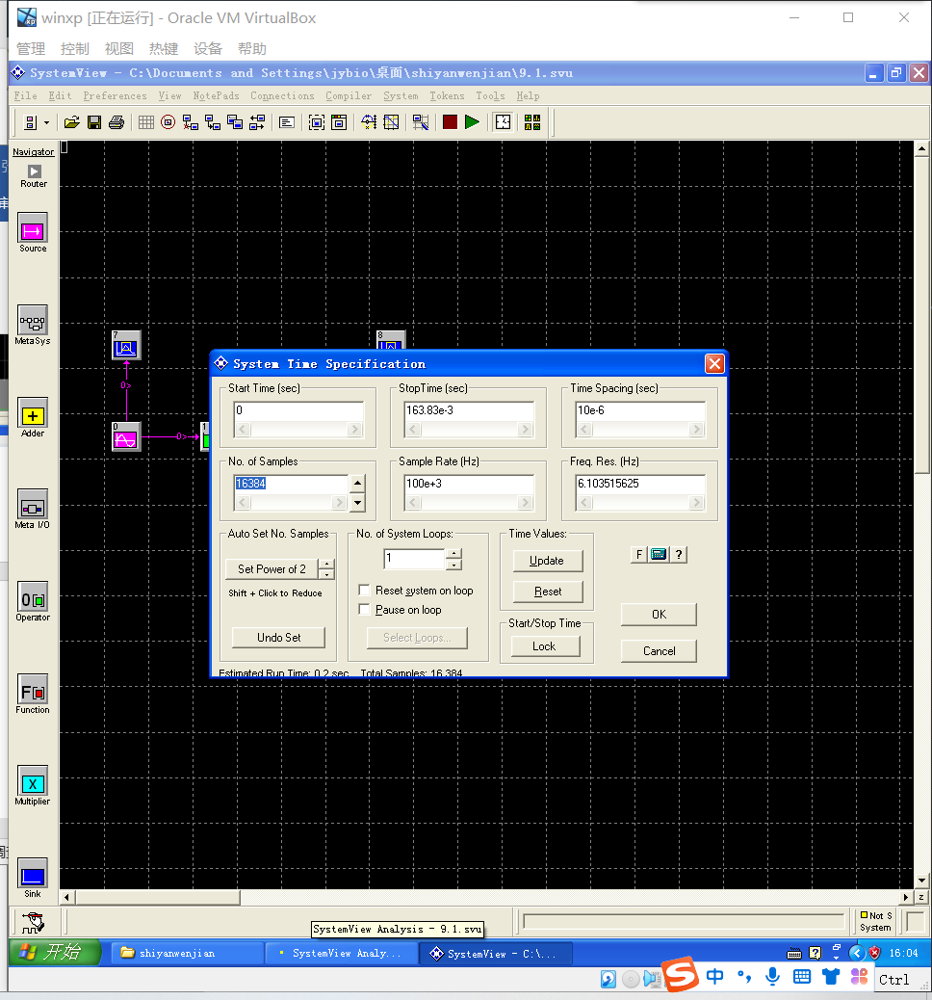 winxp [正在运行] - Oracle VM VirtualBox
管理 控制 视图 热键 设备 帮助
SystemView - C:\Documents and Settings\jybio\桌面\shiyanwenjian\9.1.svu
File Edit Preferences View NotePads Connections Compiler System Tokens Tools Help
Navigator
Router
Source
MetaSys
Adder
Meta I/O
Operator
Function
Multiplier
Sink
7
8
0>
0
0>
1
System Time Specification
Start Time (sec)
0
StopTime (sec)
163.83e-3
Time Spacing (sec)
10e-6
No. of Samples
16384
Sample Rate (Hz)
100e+3
Freq. Res. (Hz)
6.103515625
Auto Set No. Samples
Set Power of 2
Shift + Click to Reduce
Undo Set
No. of System Loops:
1
Reset system on loop
Pause on loop
Select Loops...
Time Values:
Update
Reset
Start/Stop Time
Lock
F
?
OK
Cancel
Estimated Run Time: 0.2 sec Total Samples: 16,384
z
Not S
System
SystemView Analysis - 9.1.svu
开始
shiyanwenjian
SystemView Analy...
SystemView - C:\...
16:04
中
Ctrl